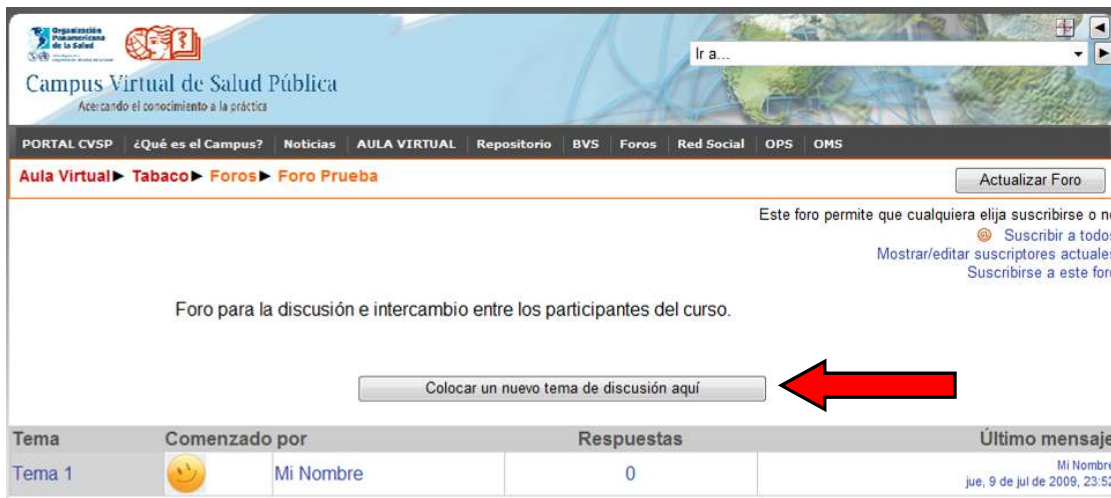 Organización
Panamericana
de la Salud
Ir a...
Campus Virtual de Salud Pública
Acercando el conocimiento a la práctica
PORTAL CVSP ¿Qué es el Campus? Noticias AULA VIRTUAL Repositorio BVS Foros Red Social OPS OMS
Aula Virtual► Tabaco► Foros► Foro Prueba
Actualizar Foro
Este foro permite que cualquiera elija suscribirse o n
Suscribir a todos
Mostrar/editar suscriptores actuales
Suscribirse a este foro
Foro para la discusión e intercambio entre los participantes del curso.
Colocar un nuevo tema de discusión aquí
Tema Comenzado por Respuestas Último mensaje
Tema 1 Mi Nombre 0 Mi Nombre
jue, 9 de jul de 2009, 23:52